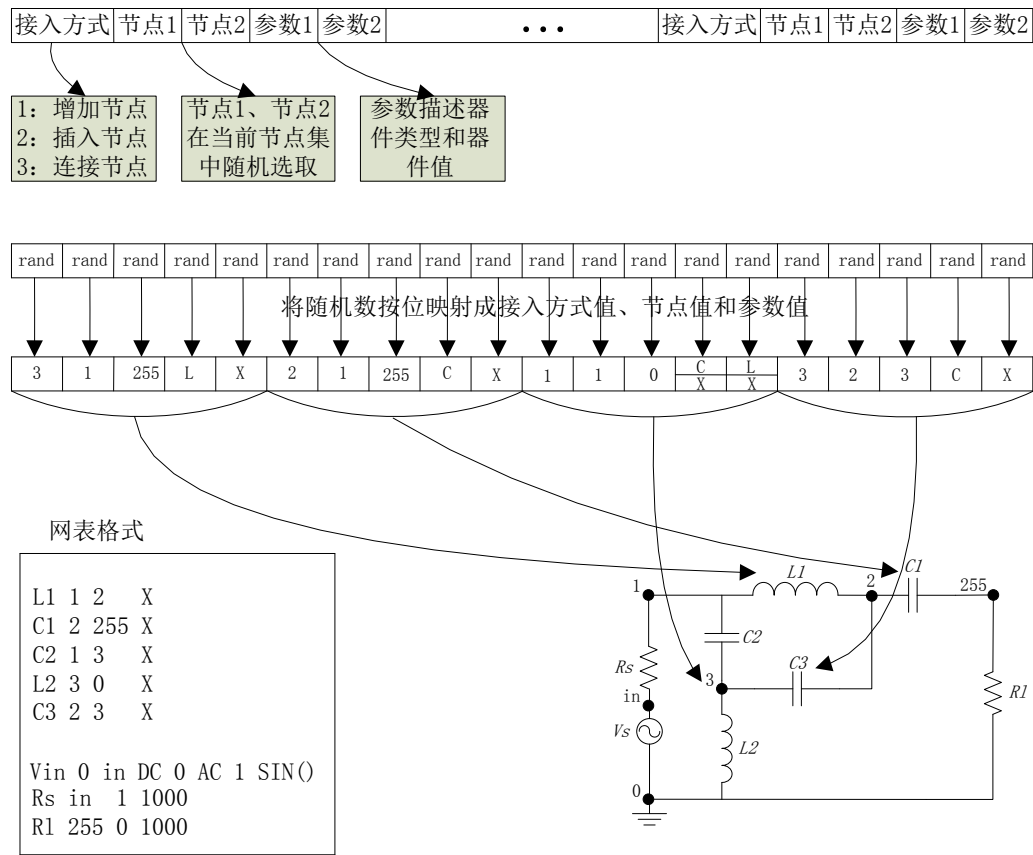 接入方式 节点1 节点2 参数1 参数2 ... 接入方式 节点1 节点2 参数1 参数2
1: 增加节点
2: 插入节点
3: 连接节点
节点1、节点2
在当前节点集
中随机选取
参数描述器
件类型和器
件值
rand rand rand rand rand rand rand rand rand rand rand rand rand rand rand rand rand rand rand rand
将随机数按位映射成接入方式值、节点值和参数值
3 1 255 L X 2 1 255 C X 1 1 0 C L 3 2 3 C X
X X
网表格式
L1 1 2 X
C1 2 255 X
C2 1 3 X
L2 3 0 X
C3 2 3 X
Vin 0 in DC 0 AC 1 SIN()
Rs in 1 1000
Rl 255 0 1000
1 L1 2 C1 255
C2
Rs 3 C3
in
Rl
Vs
L2
0